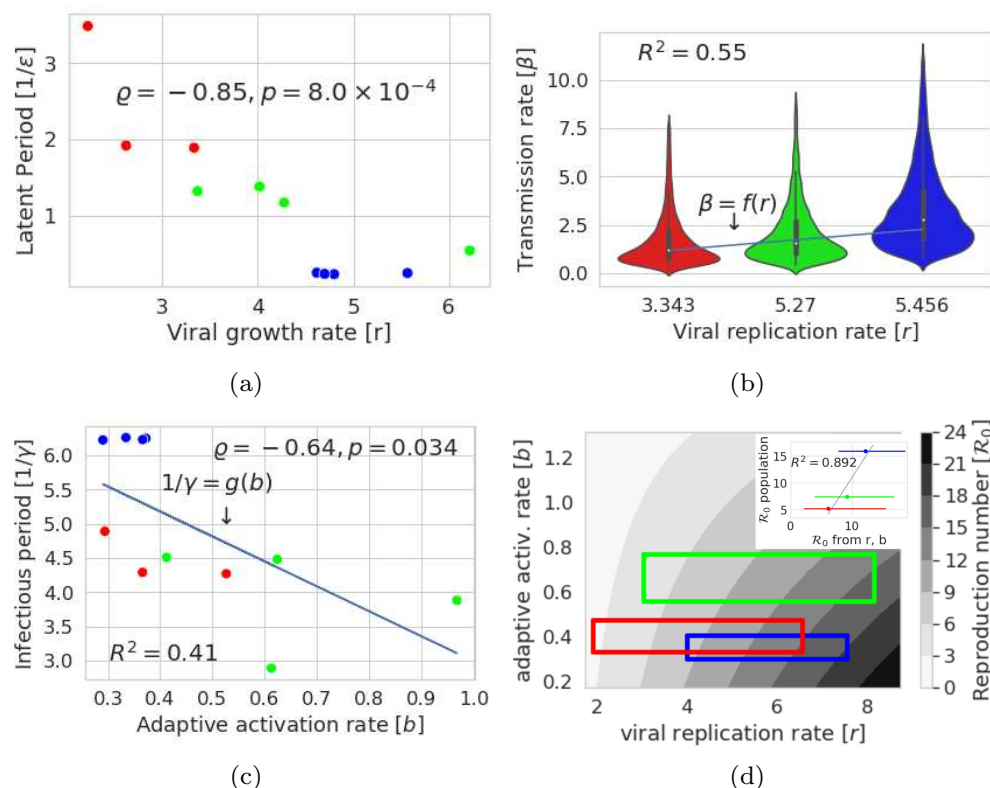 Latent Period [1/ε]
3
2
1
ϱ = −0.85, p = 8.0 × 10⁻⁴
3 4 5 6
Viral growth rate [r]
(a)
Transmission rate [β]
10.0
7.5
5.0
2.5
0.0
R² = 0.55
β = f(r)
↓
3.343 5.27 5.456
Viral replication rate [r]
(b)
Infectious period [1/γ]
6.0
5.5
5.0
4.5
4.0
3.5
3.0
ϱ = −0.64, p = 0.034
1/γ = g(b)
↓
R² = 0.41
0.3 0.4 0.5 0.6 0.7 0.8 0.9 1.0
Adaptive activation rate [b]
(c)
adaptive activ. rate [b]
1.2
1.0
0.8
0.6
0.4
0.2
2 4 6 8
viral replication rate [r]
R₀ population
15
10
5
R² = 0.892
0 10
R₀ from r, b
24
21
18
15
12
9
6
3
0
Reproduction number [R₀]
(d)